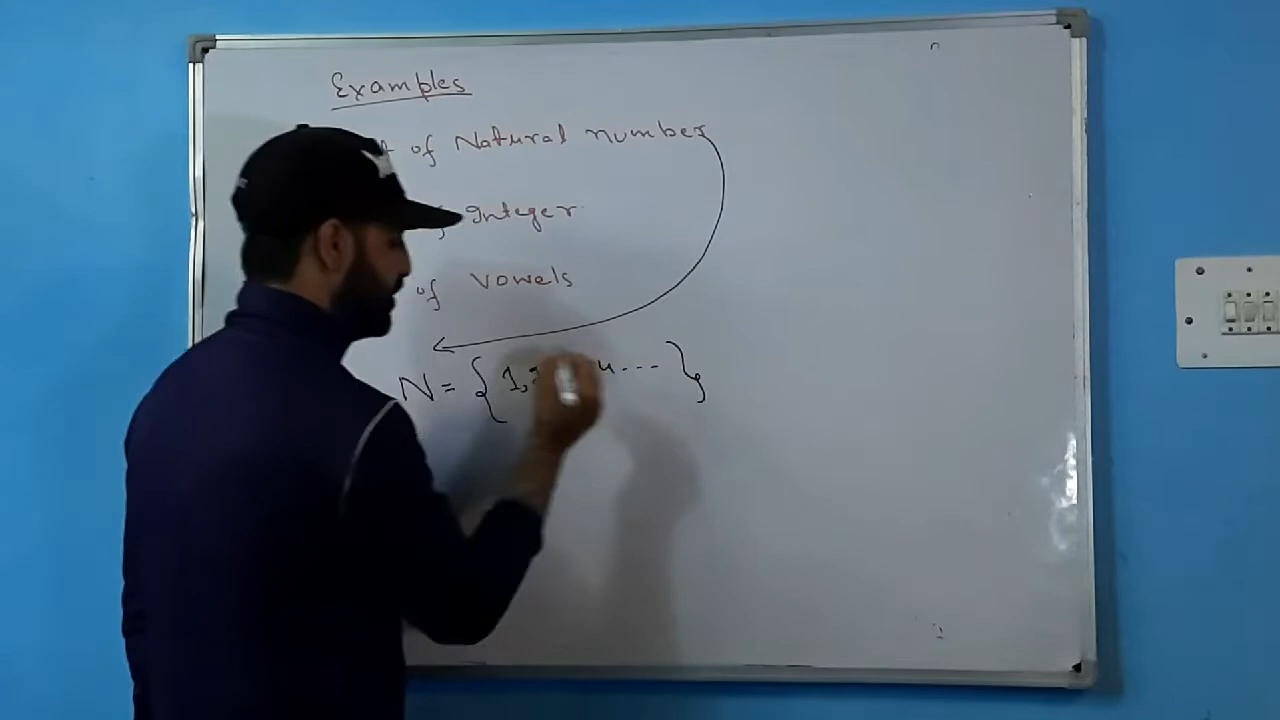 Examples
of Natural number
Integer
of Vowels
N = { 1, 4 ... }